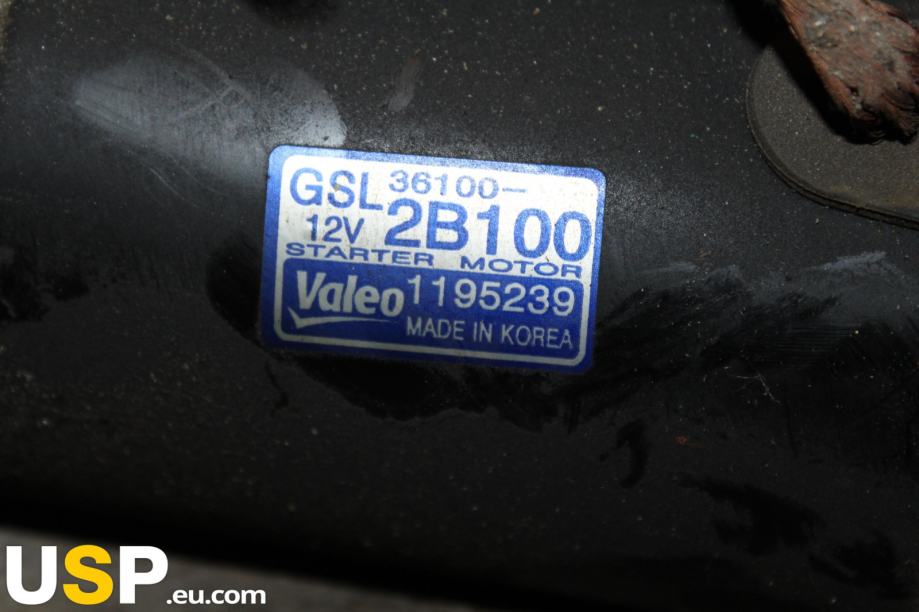 GSL 36100-
12V 2B100
STARTER MOTOR
Valeo 1195239
MADE IN KOREA
USP.eu.com